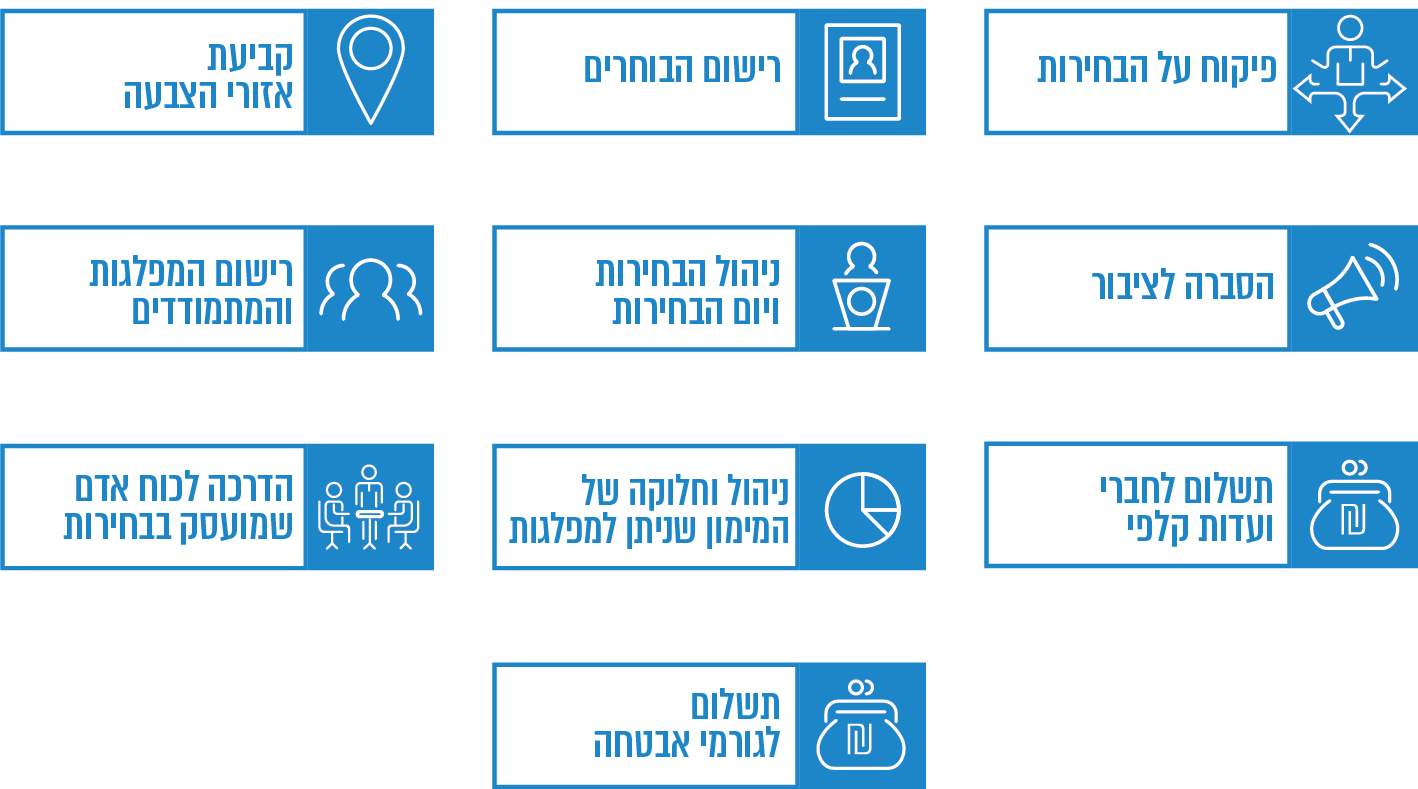 פיקוח על הבחירות
רישום הבוחרים
קביעת
אזורי הצבעה
הסברה לציבור
ניהול הבחירות
ויום הבחירות
רישום המפלגות
והמתמודדים
תשלום לחברי
ועדות קלפי
ניהול וחלוקה של
המימון שניתן למפלגות
הדרכה לכוח אדם
שמועסק בבחירות
תשלום
לגורמי אבטחה